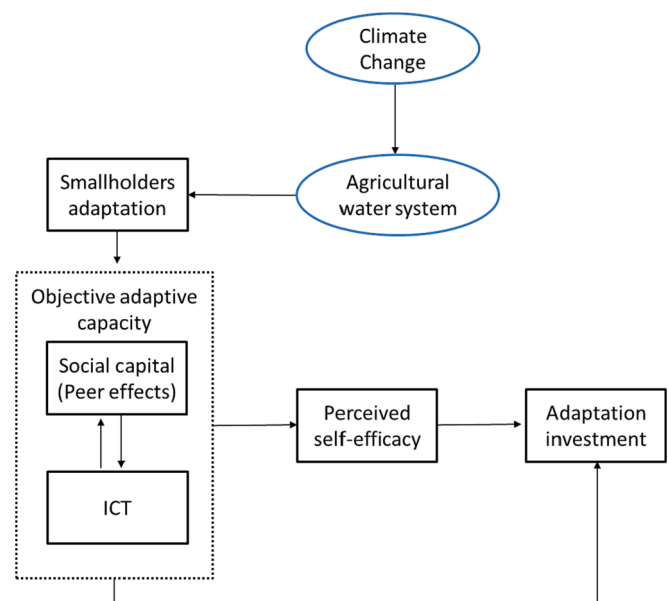 Climate
Change
Smallholders
adaptation
Agricultural
water system
Objective adaptive
capacity
Social capital
(Peer effects)
Perceived
self-efficacy
Adaptation
investment
ICT